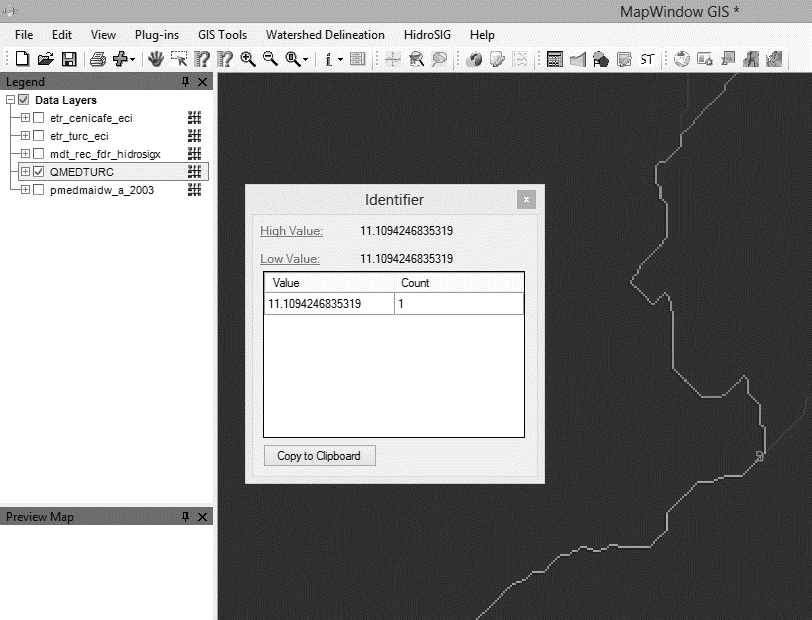 MapWindow GIS *
File Edit View Plug-ins GIS Tools Watershed Delineation HidroSIG Help
ST
Legend
Data Layers
etr_cenicafe_eci
etr_turc_eci
mdt_rec_fdr_hidrosigx
QMEDTURC
pmedmaidw_a_2003
Identifier
High Value: 11.1094246835319
Low Value: 11.1094246835319
Value Count
11.1094246835319 1
Copy to Clipboard
Preview Map